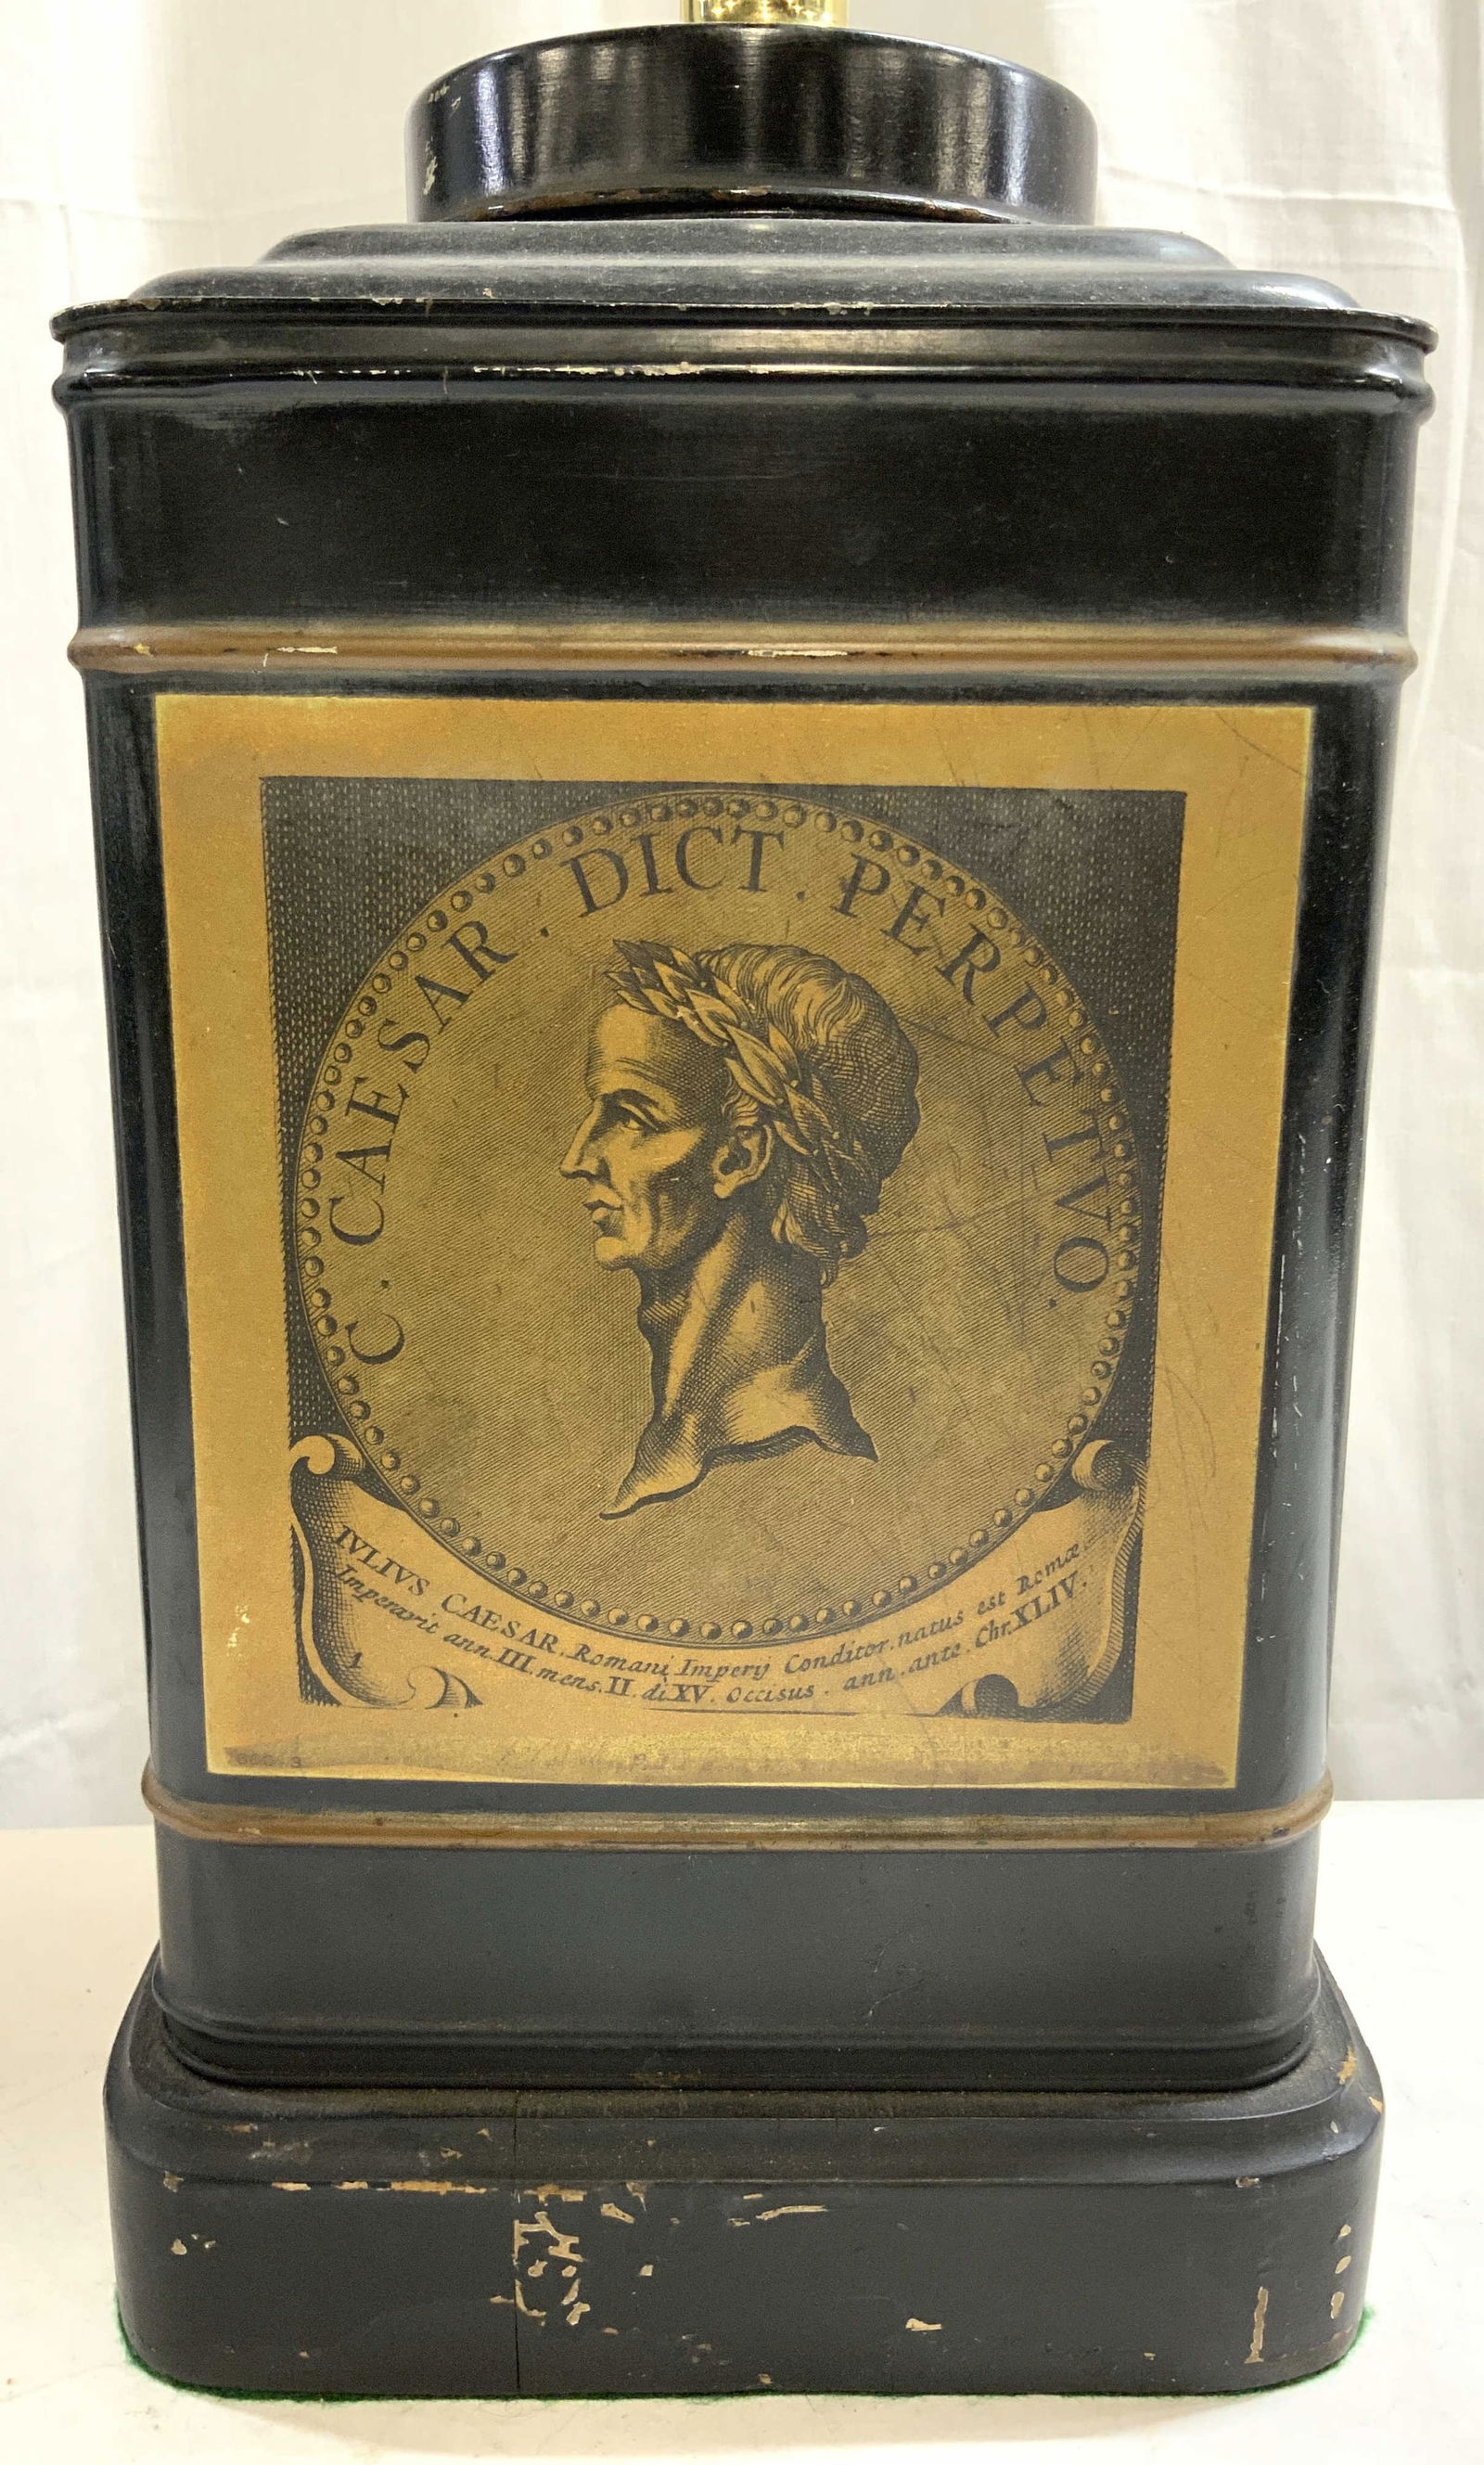 C. CAESAR. DICT. PERPETVO.
IVLIVS CAESAR. Romani Imperij Conditor. natus est Romæ
Imperavit ann. III. mens. II. di XV. Occisus. ann. ante. Chr. XLIV.
1